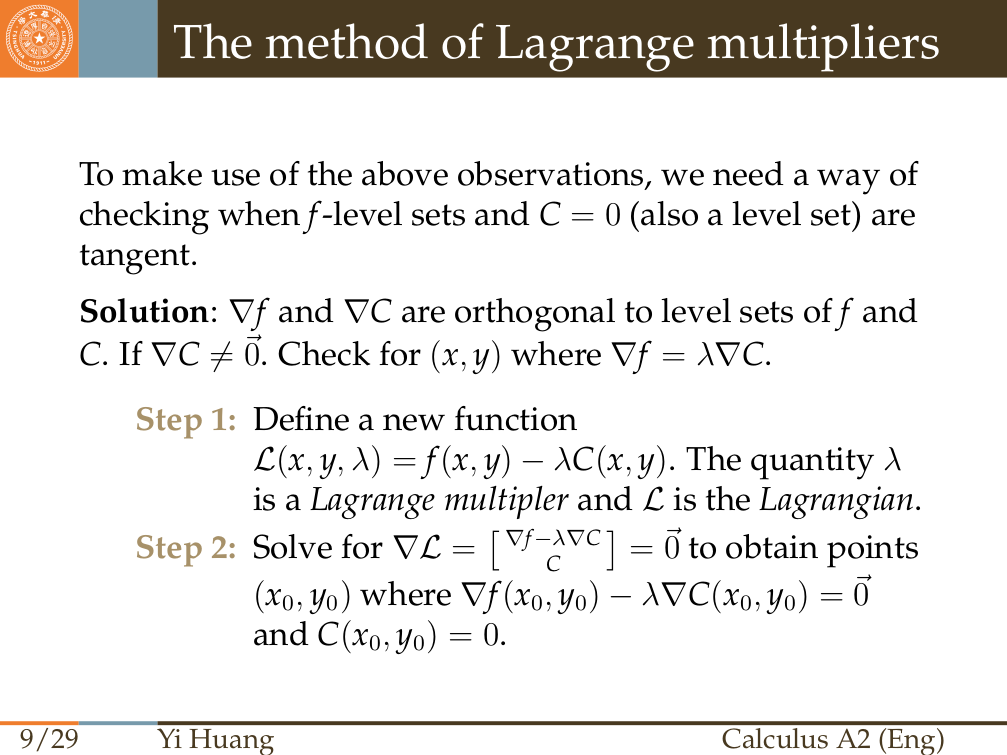 The method of Lagrange multipliers
To make use of the above observations, we need a way of
checking when f-level sets and C = 0 (also a level set) are
tangent.
Solution: ∇f and ∇C are orthogonal to level sets of f and
C. If ∇C ≠ 0⃗. Check for (x, y) where ∇f = λ∇C.
Step 1: Define a new function
ℒ(x, y, λ) = f(x, y) − λC(x, y). The quantity λ
is a Lagrange multipler and ℒ is the Lagrangian.
Step 2: Solve for ∇ℒ = [∇f−λ∇C C] = 0⃗ to obtain points
(x₀, y₀) where ∇f(x₀, y₀) − λ∇C(x₀, y₀) = 0⃗
and C(x₀, y₀) = 0.
9/29 Yi Huang Calculus A2 (Eng)